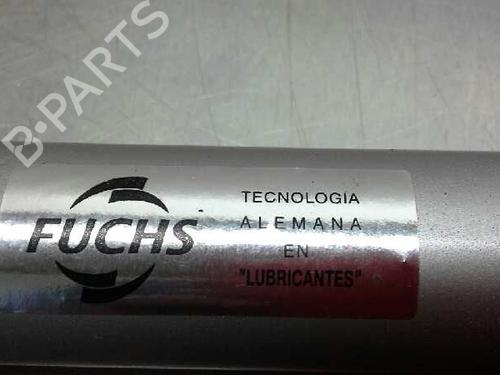 B-PARTS
FUCHS
TECNOLOGIA
ALEMANA
EN
"LUBRICANTES"